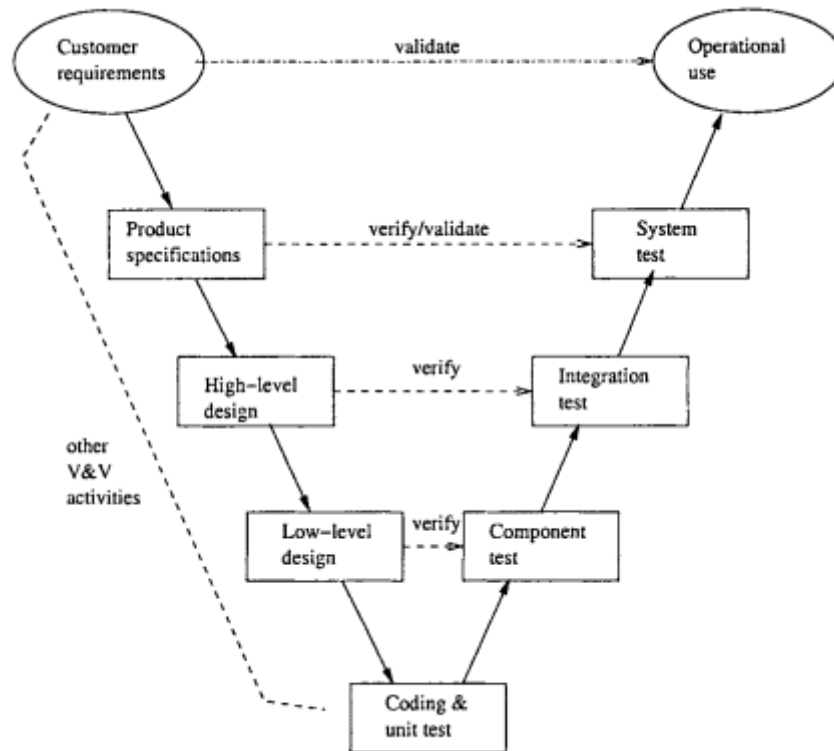 Customer
requirements
validate
Operational
use
Product
specifications
verify/validate
System
test
High-level
design
verify
Integration
test
other
V&V
activities
Low-level
design
verify
Component
test
Coding &
unit test